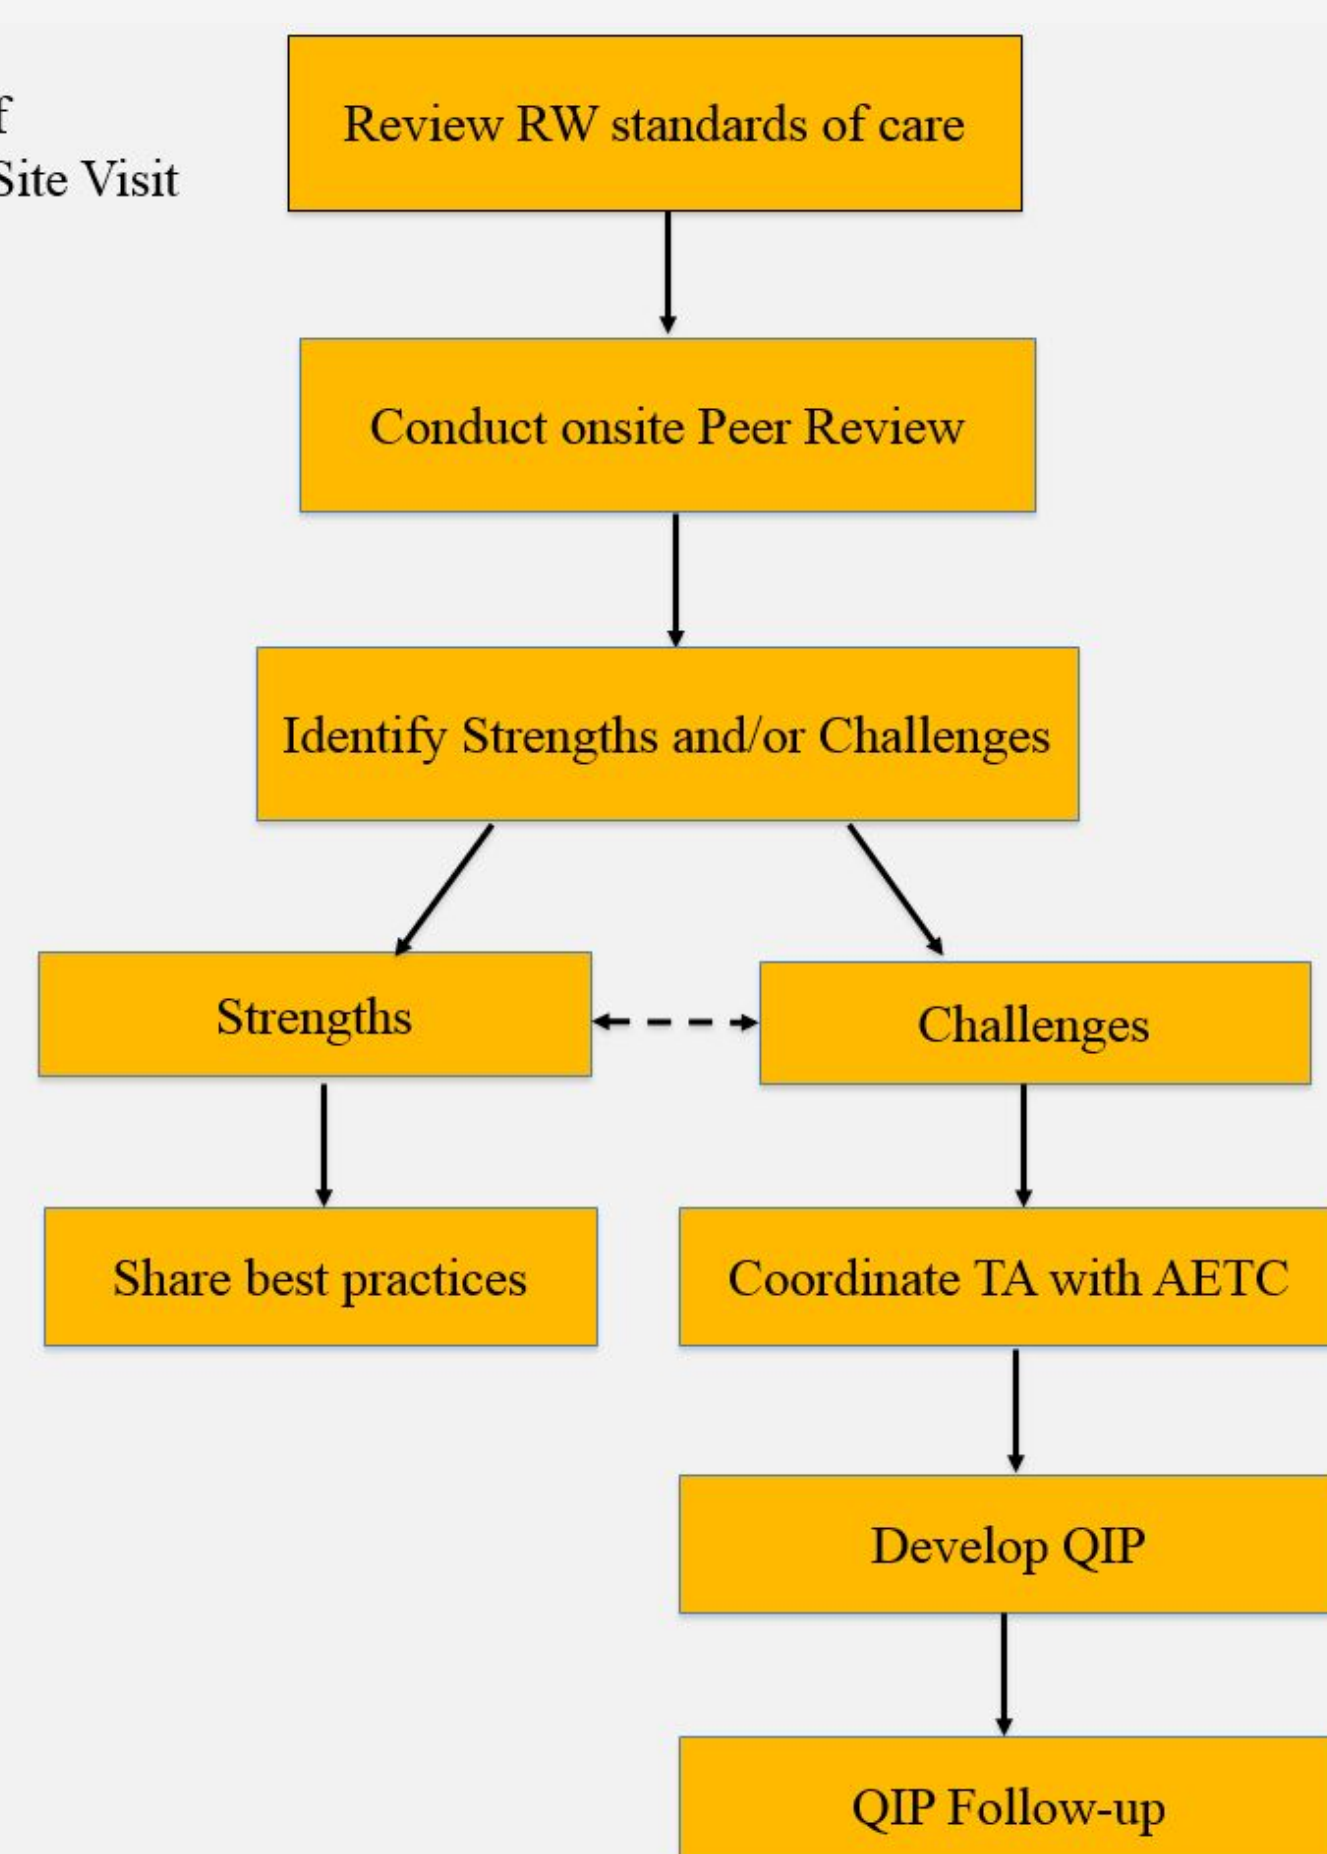 Site Visit
Review RW standards of care
Conduct onsite Peer Review
Identify Strengths and/or Challenges
Strengths
Challenges
Share best practices
Coordinate TA with AETC
Develop QIP
QIP Follow-up